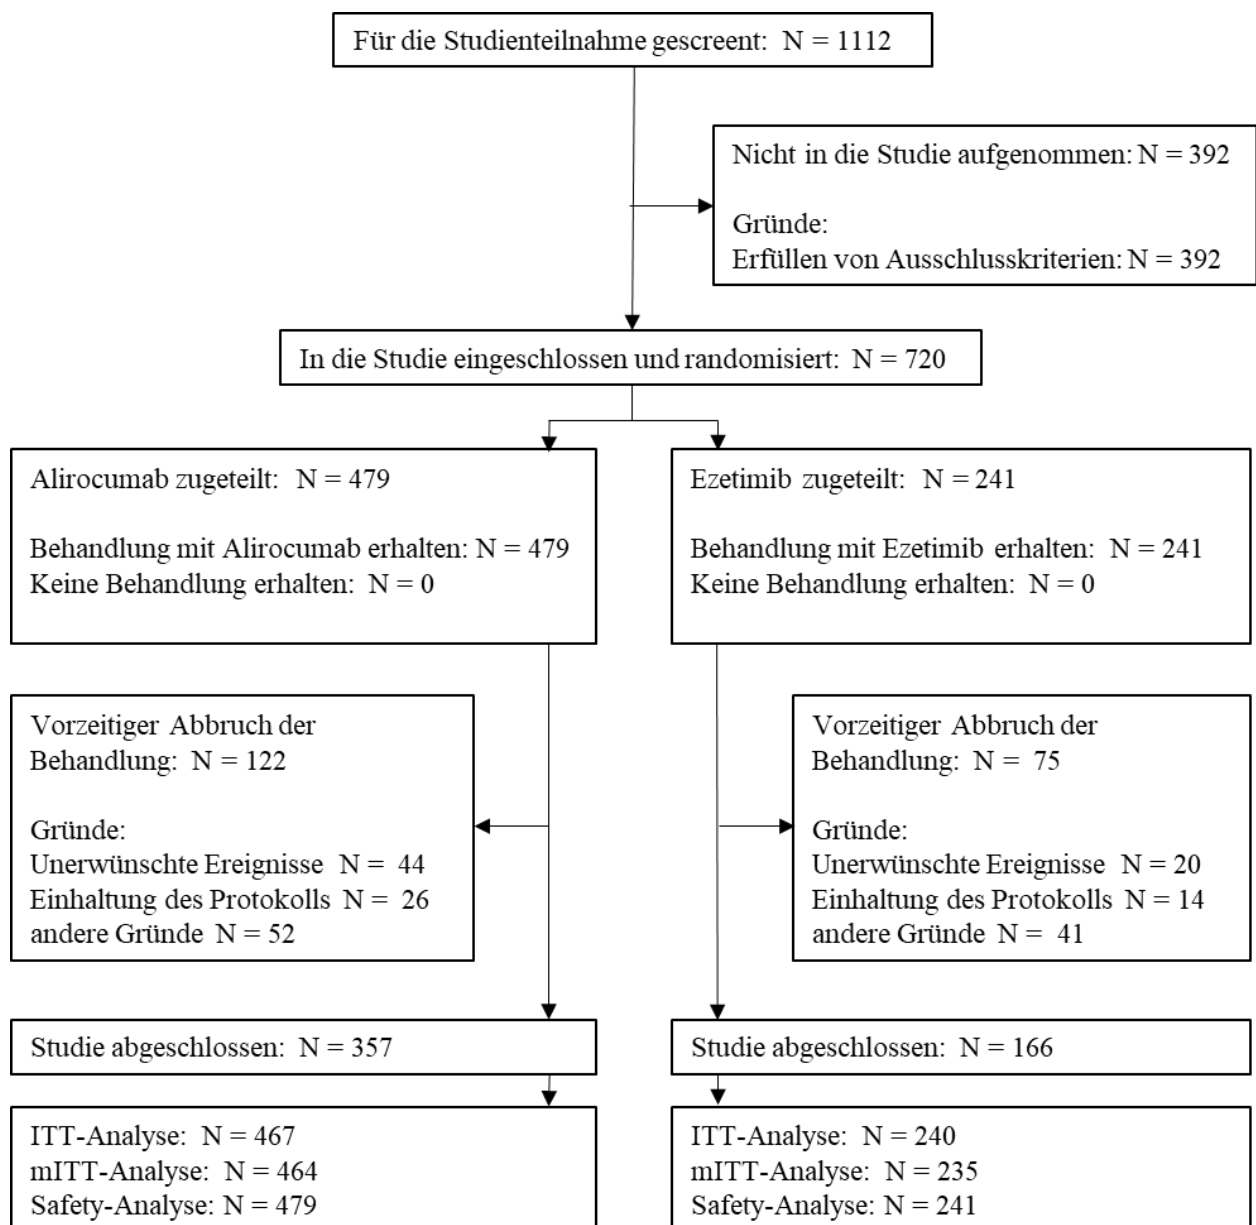 Für die Studienteilnahme gescreent: N = 1112
Nicht in die Studie aufgenommen: N = 392
Gründe:
Erfüllen von Ausschlusskriterien: N = 392
In die Studie eingeschlossen und randomisiert: N = 720
Alirocumab zugeteilt: N = 479
Behandlung mit Alirocumab erhalten: N = 479
Keine Behandlung erhalten: N = 0
Ezetimib zugeteilt: N = 241
Behandlung mit Ezetimib erhalten: N = 241
Keine Behandlung erhalten: N = 0
Vorzeitiger Abbruch der
Behandlung: N = 122
Gründe:
Unerwünschte Ereignisse N = 44
Einhaltung des Protokolls N = 26
andere Gründe N = 52
Vorzeitiger Abbruch der
Behandlung: N = 75
Gründe:
Unerwünschte Ereignisse N = 20
Einhaltung des Protokolls N = 14
andere Gründe N = 41
Studie abgeschlossen: N = 357
Studie abgeschlossen: N = 166
ITT-Analyse: N = 467
mITT-Analyse: N = 464
Safety-Analyse: N = 479
ITT-Analyse: N = 240
mITT-Analyse: N = 235
Safety-Analyse: N = 241